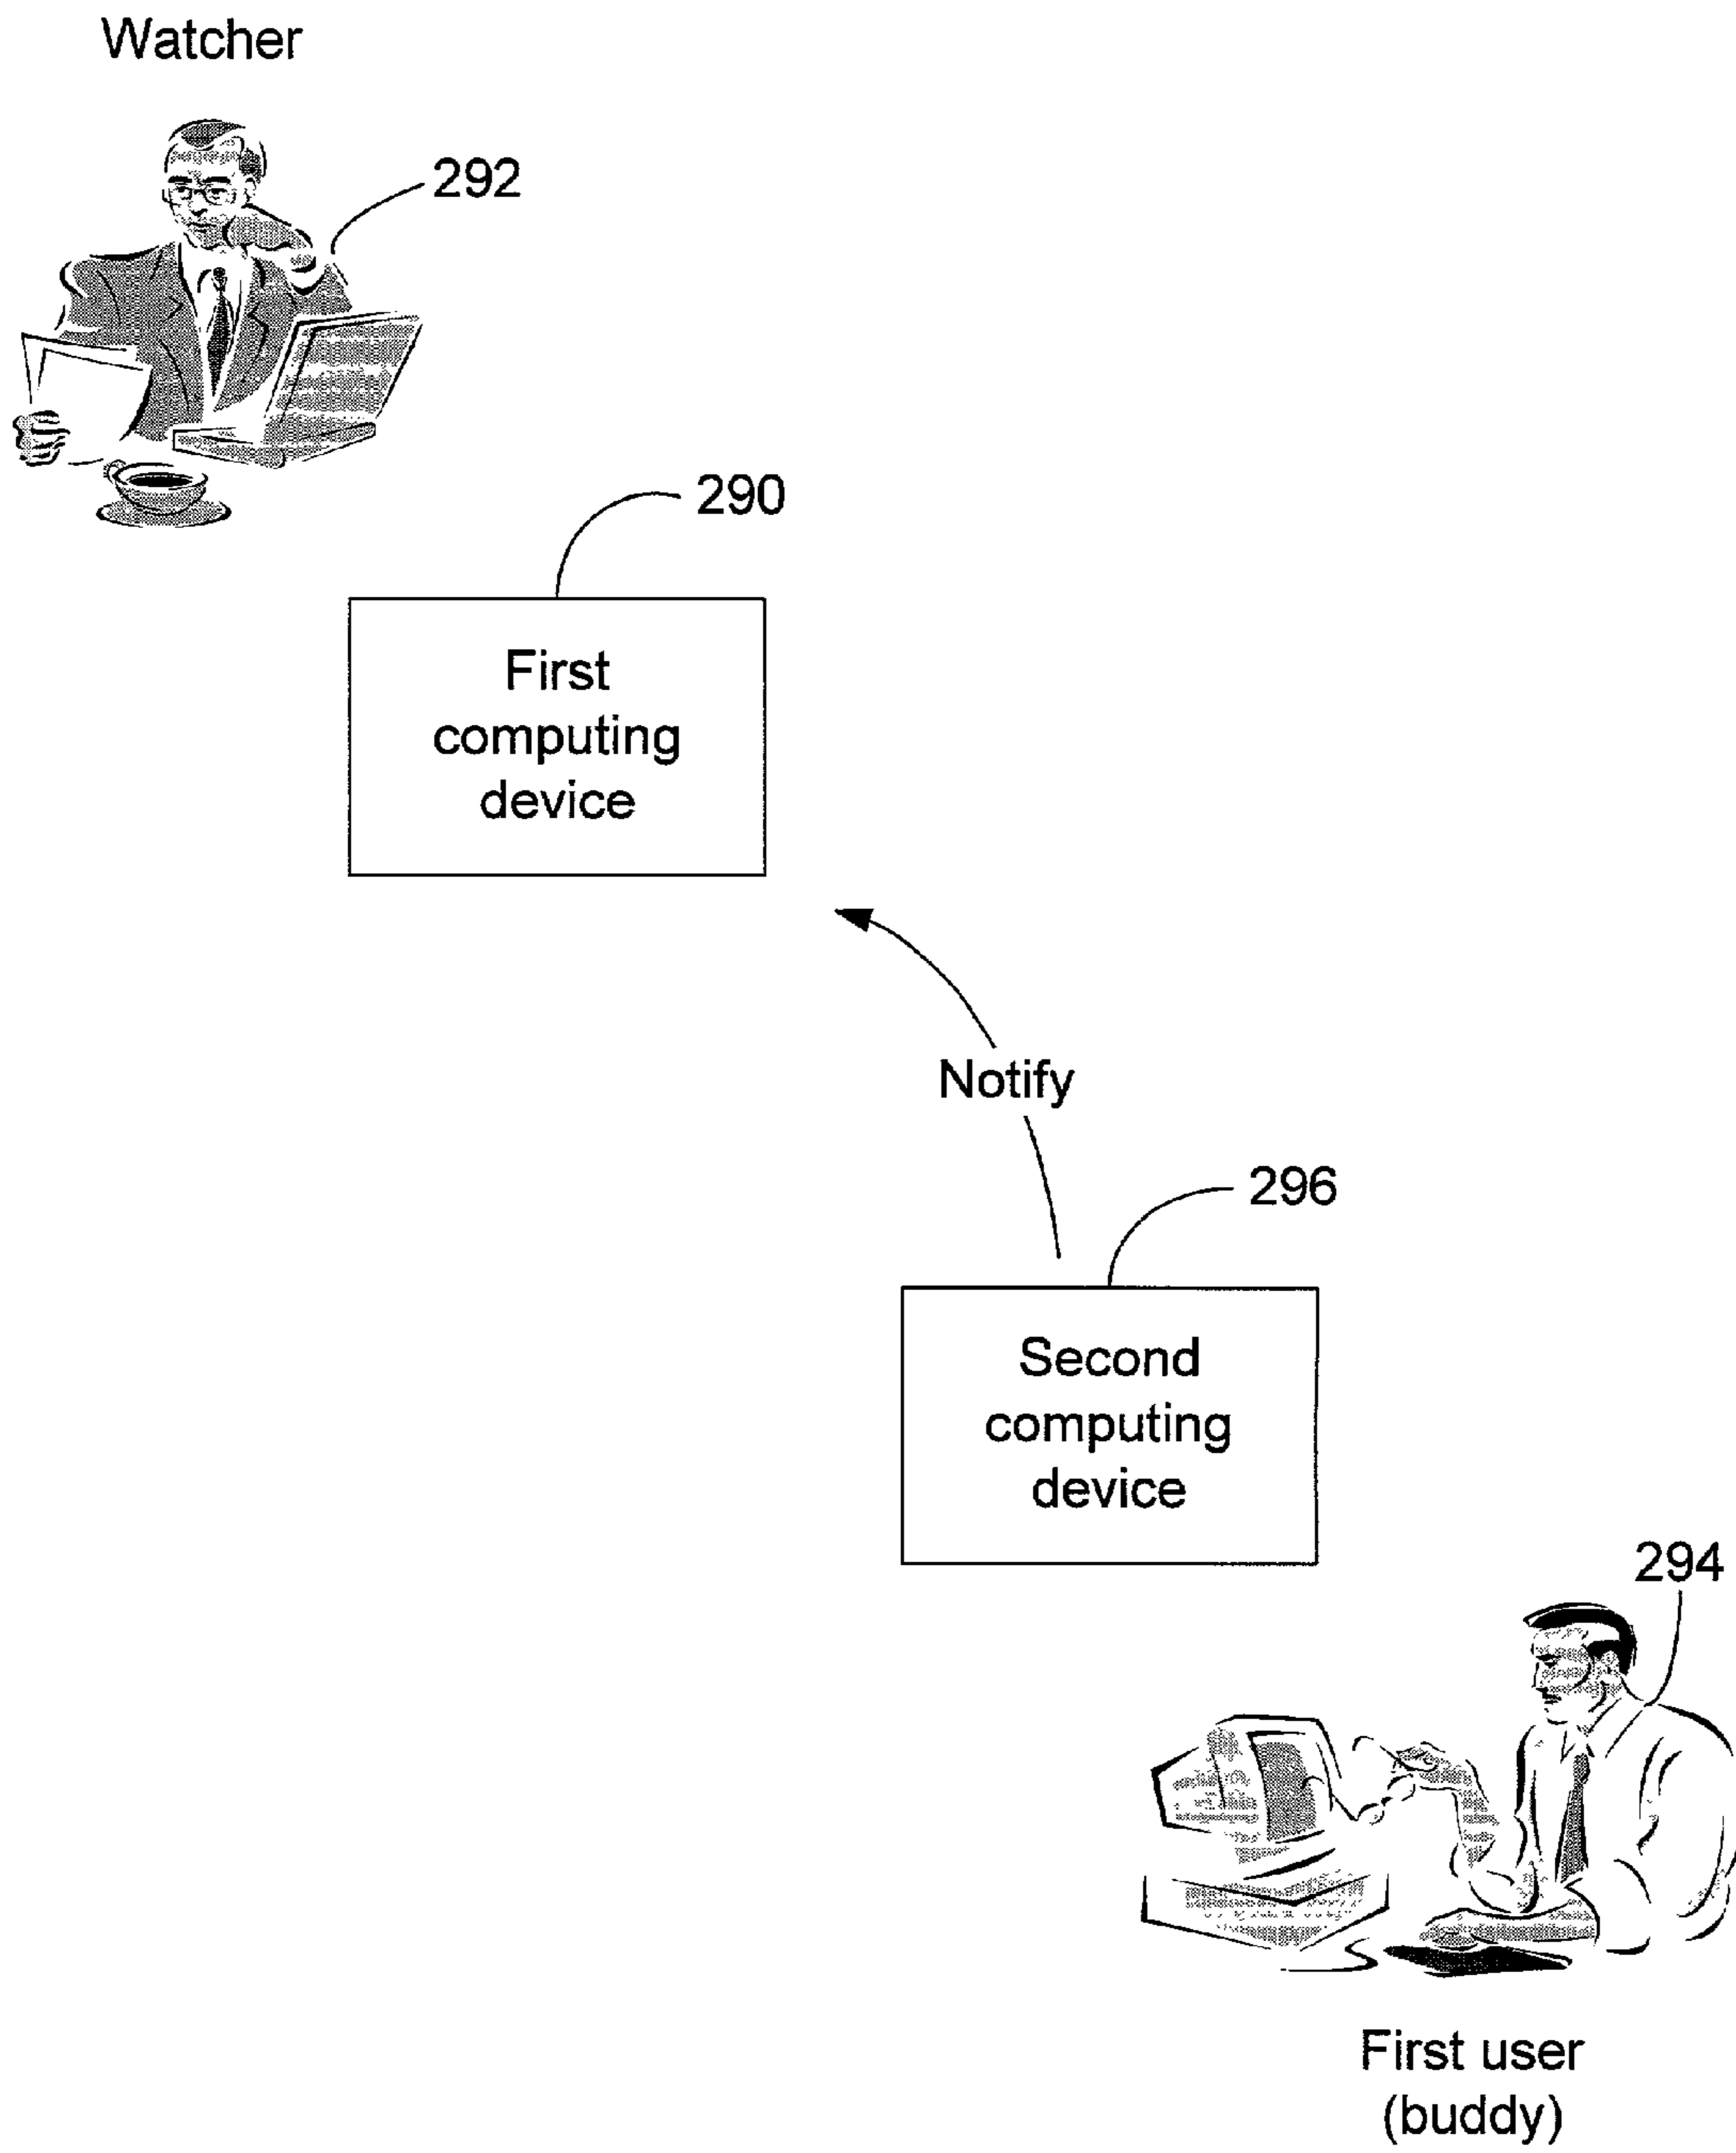 Watcher
292
290
First
computing
device
Notify
296
Second
computing
device
294
First user
(buddy)